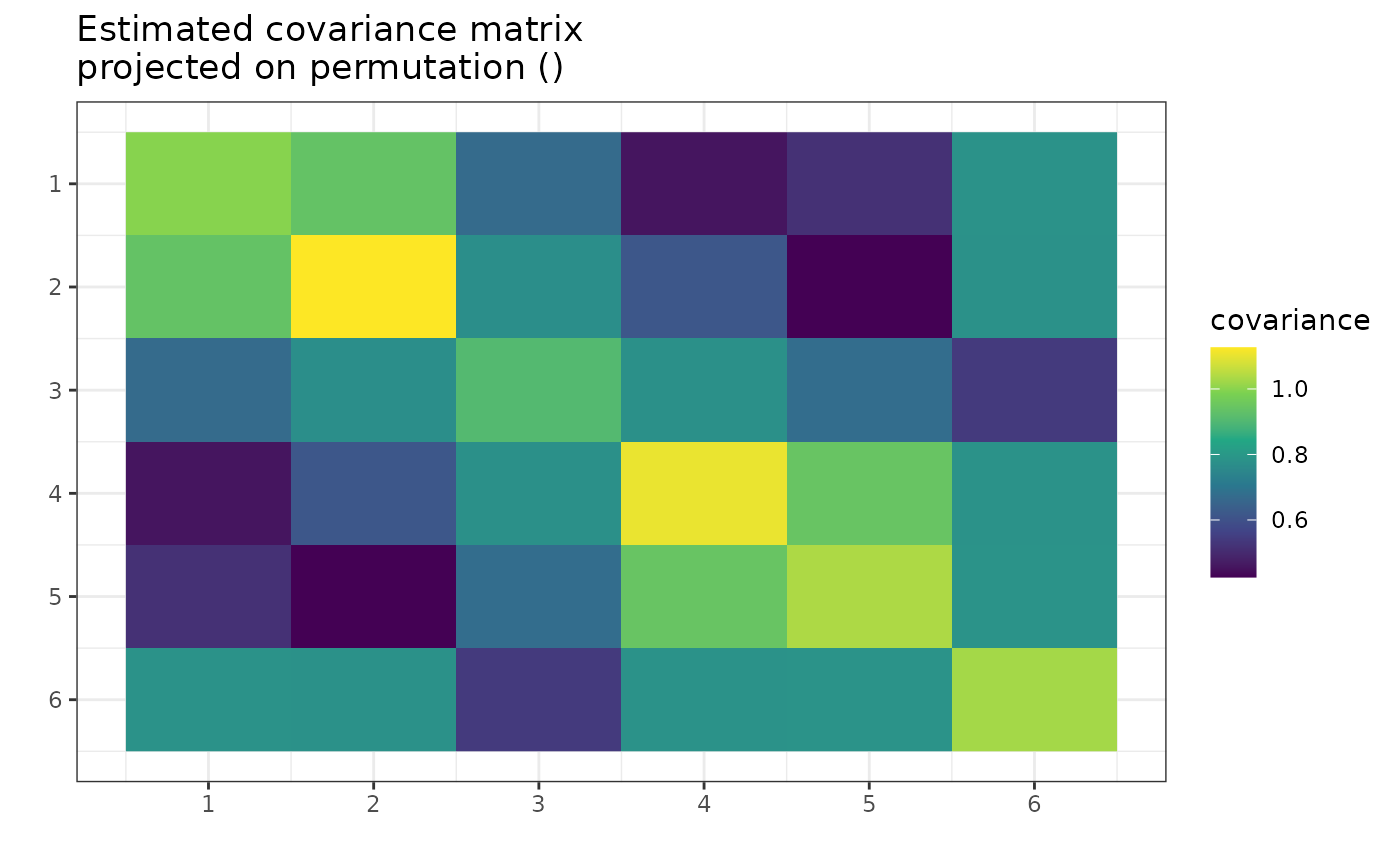 Estimated covariance matrix
projected on permutation ()
1
2
3
4
5
6
1 2 3 4 5 6
covariance
1.0
0.8
0.6